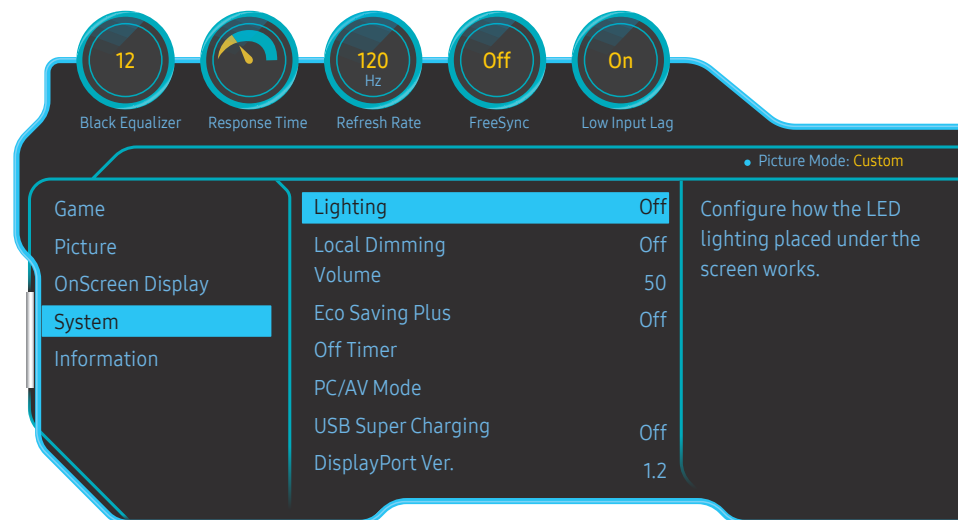 12
120
Hz
Off
On
Black Equalizer
Response Time
Refresh Rate
FreeSync
Low Input Lag
Picture Mode: Custom
Game
Picture
OnScreen Display
System
Information
Lighting Off
Local Dimming Off
Volume 50
Eco Saving Plus Off
Off Timer
PC/AV Mode
USB Super Charging Off
DisplayPort Ver. 1.2
Configure how the LED
lighting placed under the
screen works.